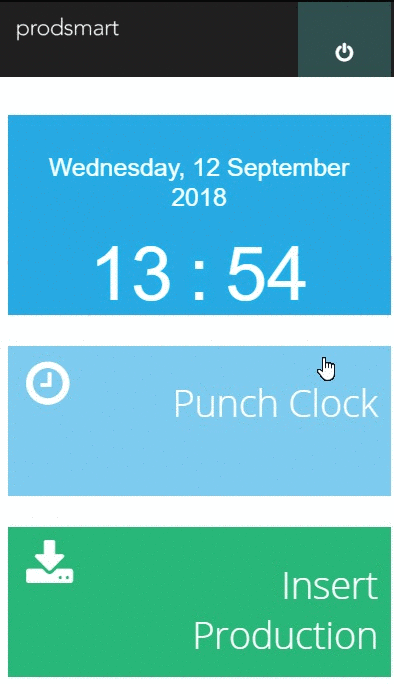 prodsmart
Wednesday, 12 September
2018
13 : 54
Punch Clock
Insert
Production